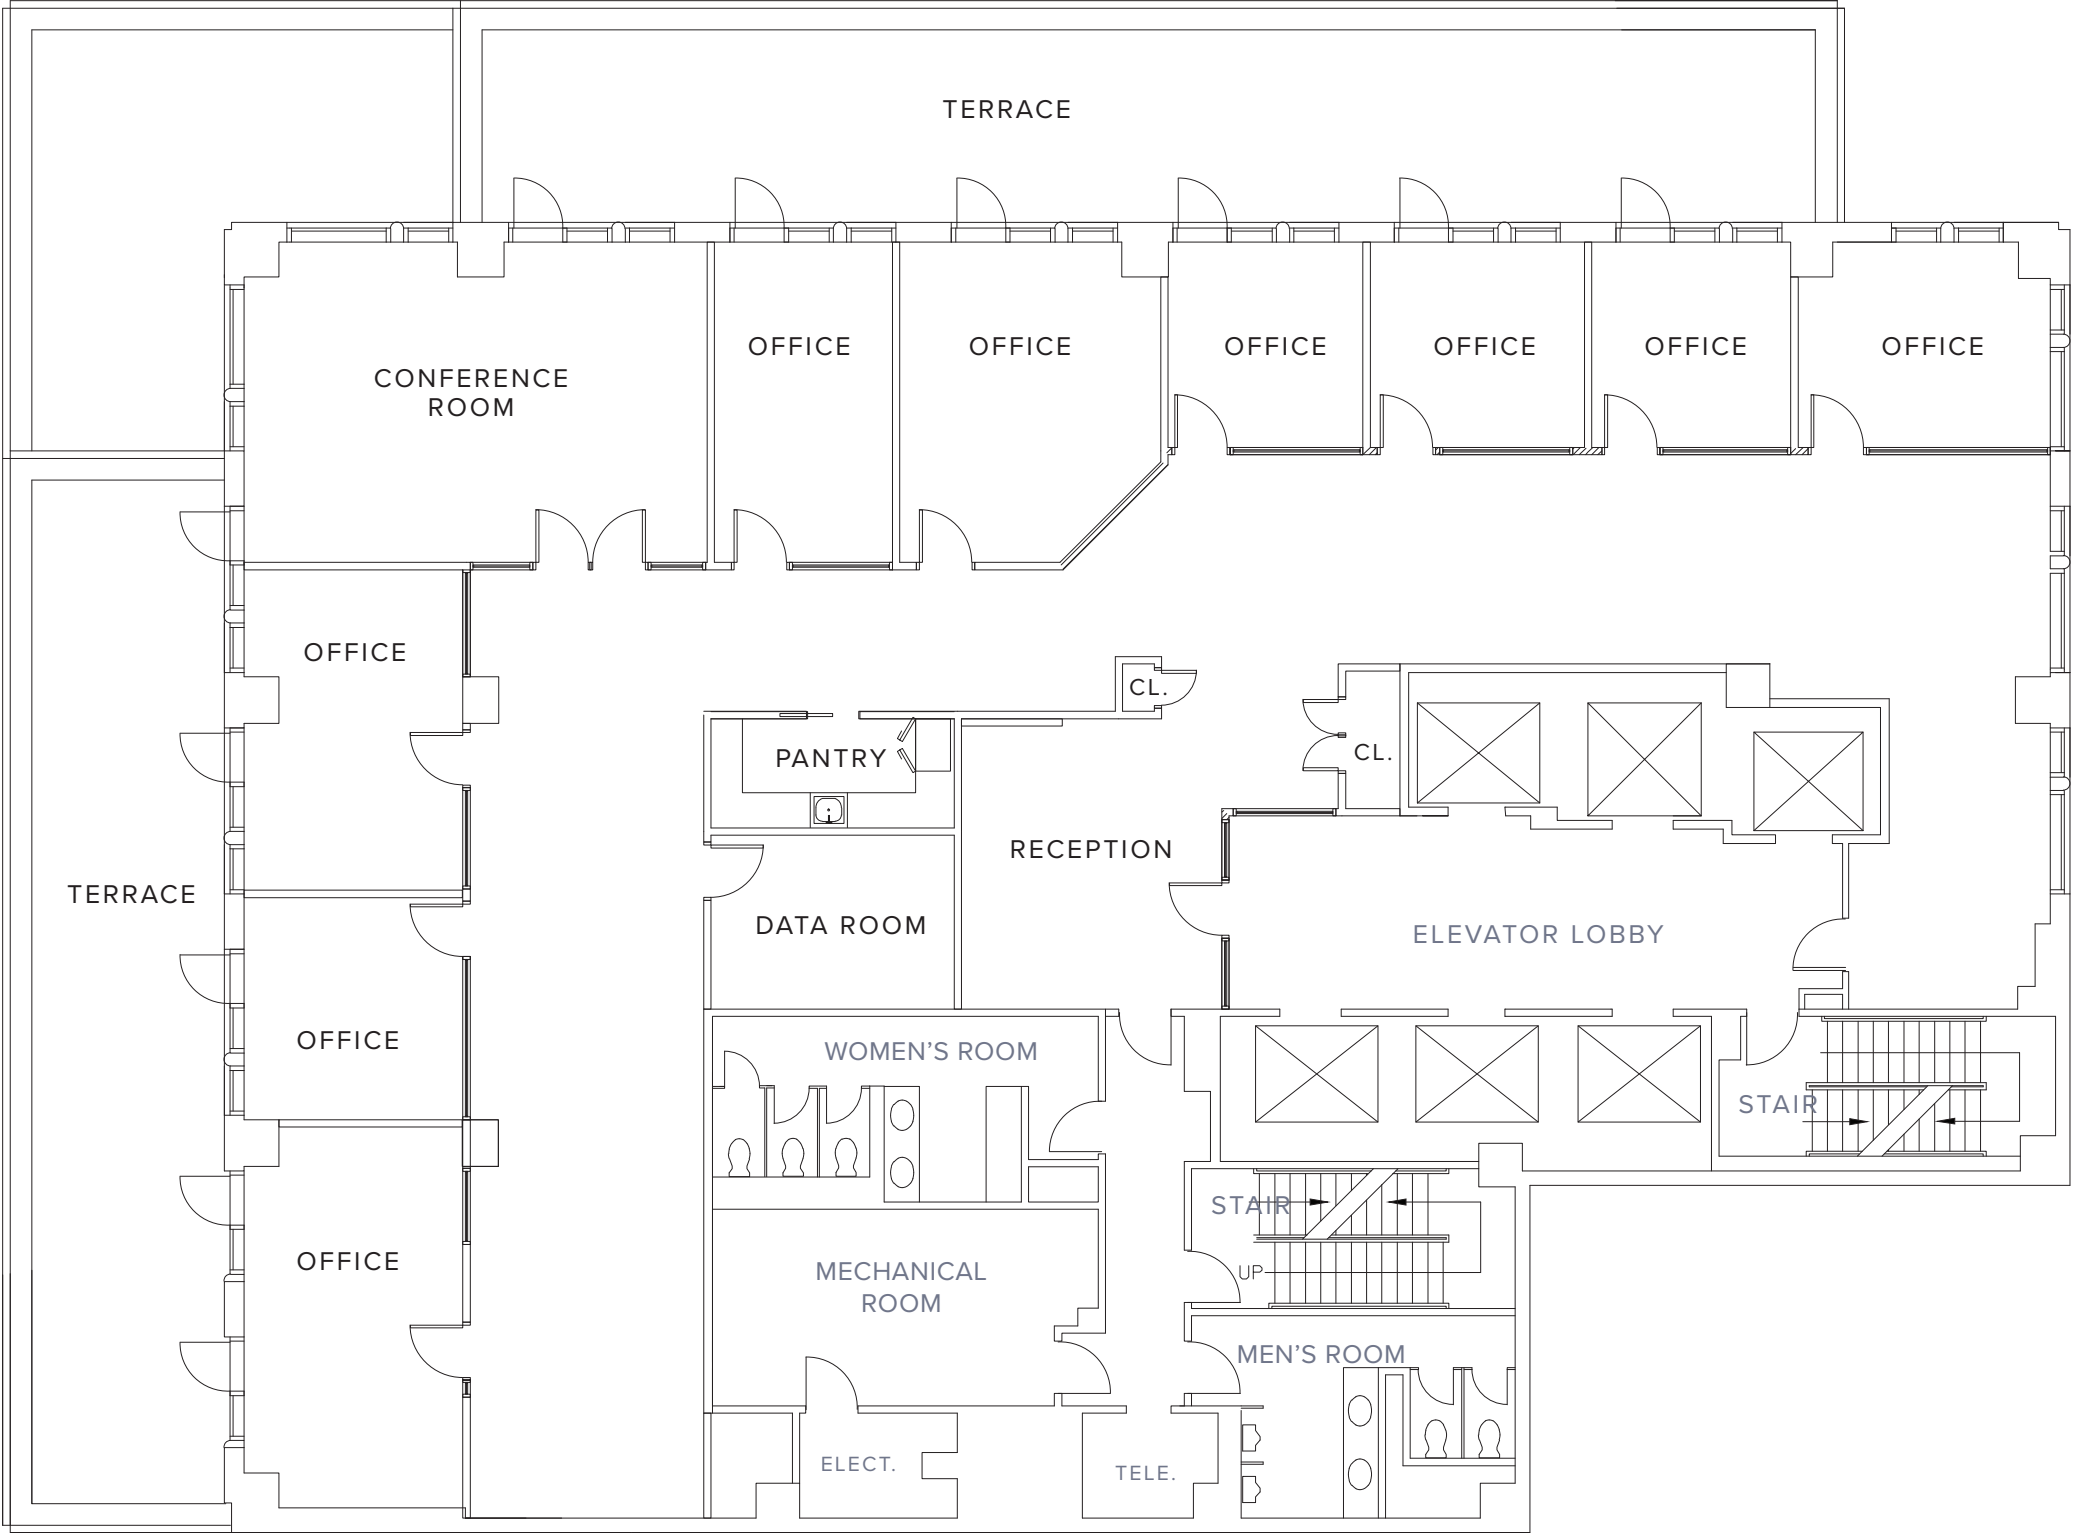 TERRACE
OFFICE
OFFICE
OFFICE
OFFICE
OFFICE
OFFICE
CONFERENCE
ROOM
OFFICE
CL.
CL.
PANTRY
RECEPTION
TERRACE
DATA ROOM
ELEVATOR LOBBY
OFFICE
WOMEN'S ROOM
STAIR
STAIR
OFFICE
MECHANICAL
ROOM
UP
MEN'S ROOM
ELECT.
TELE.